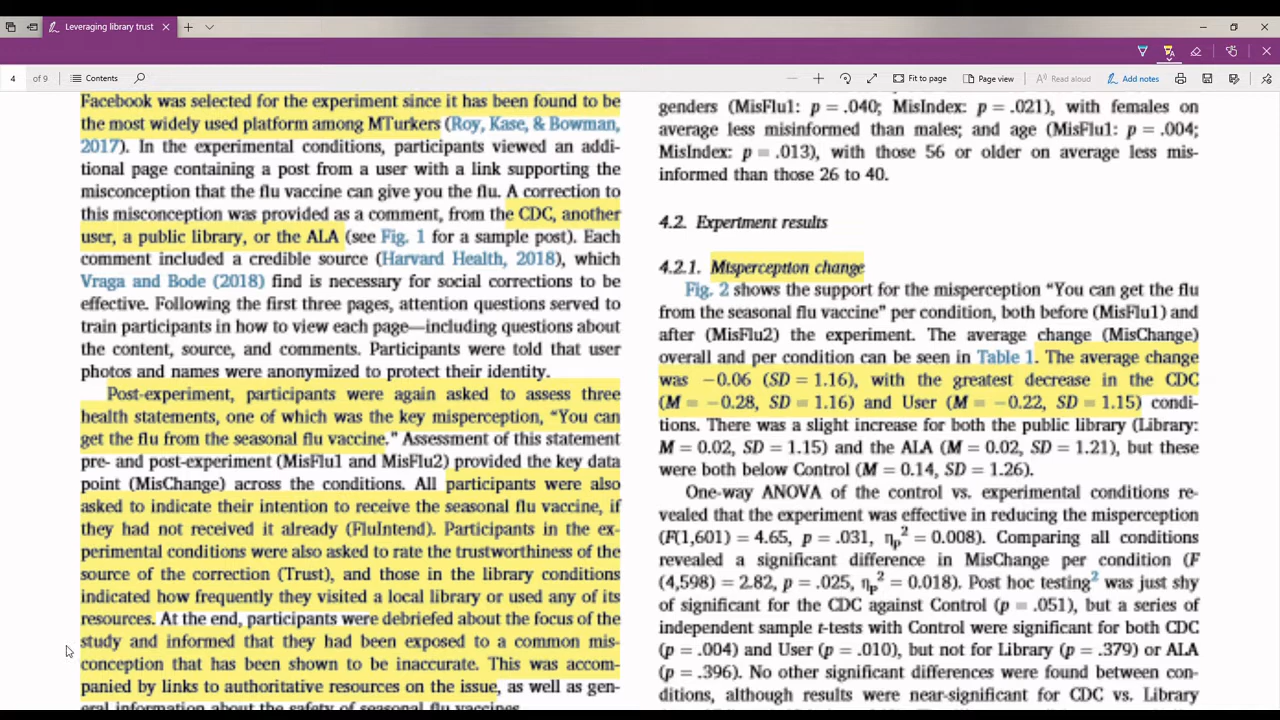 Leveraging library trust
4 of 9 Contents Fit to page Page view Read aloud Add notes
Facebook was selected for the experiment since it has been found to be
the most widely used platform among MTurkers (Roy, Kase, & Bowman,
2017). In the experimental conditions, participants viewed an addi-
tional page containing a post from a user with a link supporting the
misconception that the flu vaccine can give you the flu. A correction to
this misconception was provided as a comment, from the CDC, another
user, a public library, or the ALA (see Fig. 1 for a sample post). Each
comment included a credible source (Harvard Health, 2018), which
Vraga and Bode (2018) find is necessary for social corrections to be
effective. Following the first three pages, attention questions served to
train participants in how to view each page—including questions about
the content, source, and comments. Participants were told that user
photos and names were anonymized to protect their identity.
Post-experiment, participants were again asked to assess three
health statements, one of which was the key misperception, “You can
get the flu from the seasonal flu vaccine.” Assessment of this statement
pre- and post-experiment (MisFlu1 and MisFlu2) provided the key data
point (MisChange) across the conditions. All participants were also
asked to indicate their intention to receive the seasonal flu vaccine, if
they had not received it already (FluIntend). Participants in the ex-
perimental conditions were also asked to rate the trustworthiness of the
source of the correction (Trust), and those in the library conditions
indicated how frequently they visited a local library or used any of its
resources. At the end, participants were debriefed about the focus of the
study and informed that they had been exposed to a common mis-
conception that has been shown to be inaccurate. This was accom-
panied by links to authoritative resources on the issue, as well as gen-
eral information about the safety of seasonal flu vaccines.
genders (MisFlu1: p = .040; MisIndex: p = .021), with females on
average less misinformed than males; and age (MisFlu1: p = .004;
MisIndex: p = .013), with those 56 or older on average less mis-
informed than those 26 to 40.
4.2. Experiment results
4.2.1. Misperception change
Fig. 2 shows the support for the misperception “You can get the flu
from the seasonal flu vaccine” per condition, both before (MisFlu1) and
after (MisFlu2) the experiment. The average change (MisChange)
overall and per condition can be seen in Table 1. The average change
was −0.06 (SD = 1.16), with the greatest decrease in the CDC
(M = −0.28, SD = 1.16) and User (M = −0.22, SD = 1.15) condi-
tions. There was a slight increase for both the public library (Library:
M = 0.02, SD = 1.15) and the ALA (M = 0.02, SD = 1.21), but these
were both below Control (M = 0.14, SD = 1.26).
One-way ANOVA of the control vs. experimental conditions re-
vealed that the experiment was effective in reducing the misperception
(F(1,601) = 4.65, p = .031, ηp² = 0.008). Comparing all conditions
revealed a significant difference in MisChange per condition (F
(4,598) = 2.82, p = .025, ηp² = 0.018). Post hoc testing² was just shy
of significant for the CDC against Control (p = .051), but a series of
independent sample t-tests with Control were significant for both CDC
(p = .004) and User (p = .010), but not for Library (p = .379) or ALA
(p = .396). No other significant differences were found between con-
ditions, although results were near-significant for CDC vs. Library